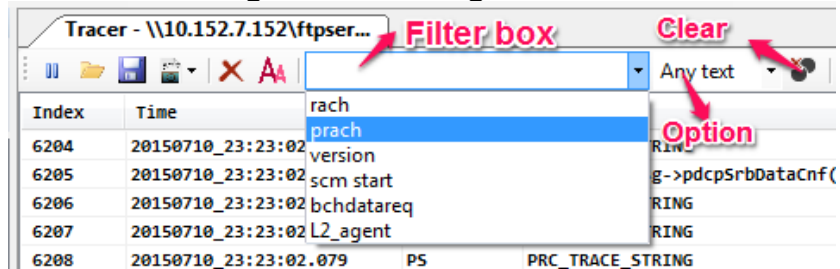 Tracer - \\10.152.7.152\ftpser...
Filter box
Clear
Any text
Option
Index Time
rach
prach
version
scm start
bchdatareq
L2_agent
6204 20150710_23:23:02 RING
6205 20150710_23:23:02 g->pdcpSrbDataCnf(
6206 20150710_23:23:02 RING
6207 20150710_23:23:02 RING
6208 20150710_23:23:02.079 PS PRC_TRACE_STRING